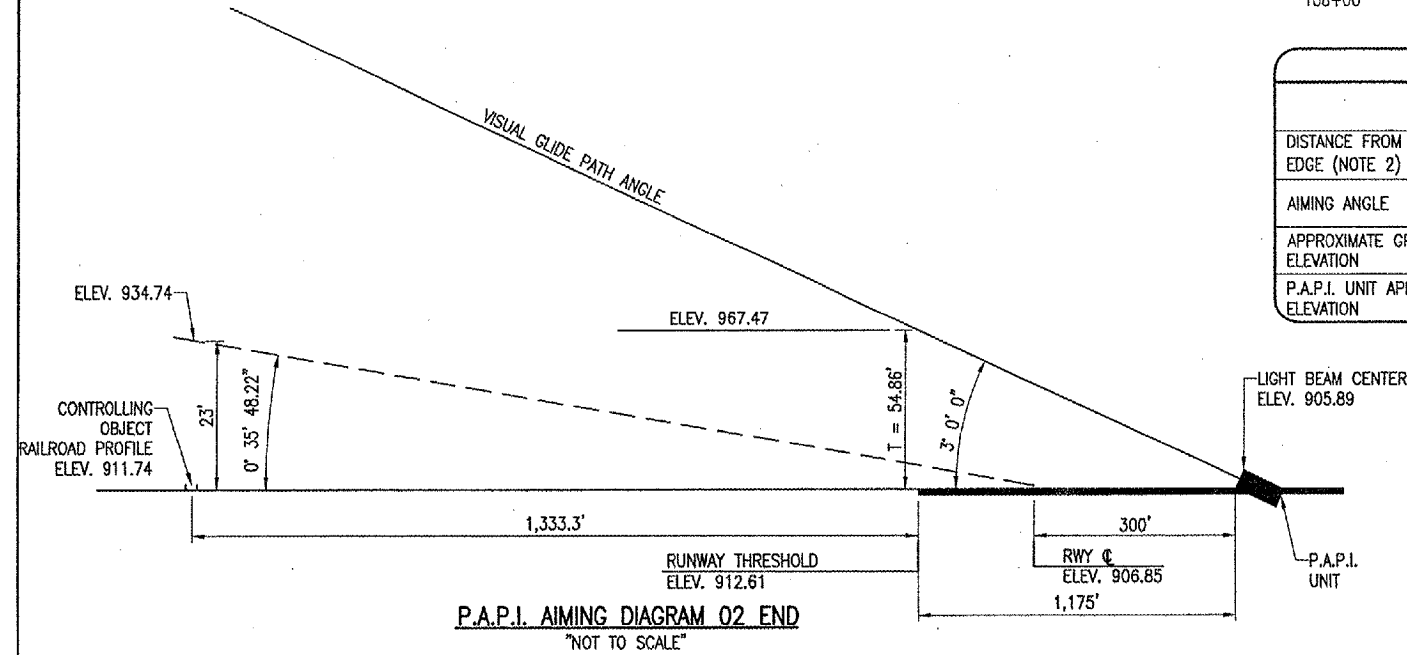 DISTANCE FROM
EDGE (NOTE 2)
AIMING ANGLE
APPROXIMATE
ELEVATION
P.A.P.I. UNIT
ELEVATION
VISUAL GLIDE PATH ANGLE
ELEV. 934.74
ELEV. 967.47
LIGHT BEAM CENTER
ELEV. 905.89
CONTROLLING
OBJECT
RAILROAD PROFILE
ELEV. 911.74
23'
0° 35' 48.22"
T = 54.86'
3° 0' 0"
1,333.3'
300'
RUNWAY THRESHOLD
ELEV. 912.61
RWY ℄
ELEV. 906.85
P.A.P.I.
UNIT
1,175'
P.A.P.I. AIMING DIAGRAM 02 END
"NOT TO SCALE"